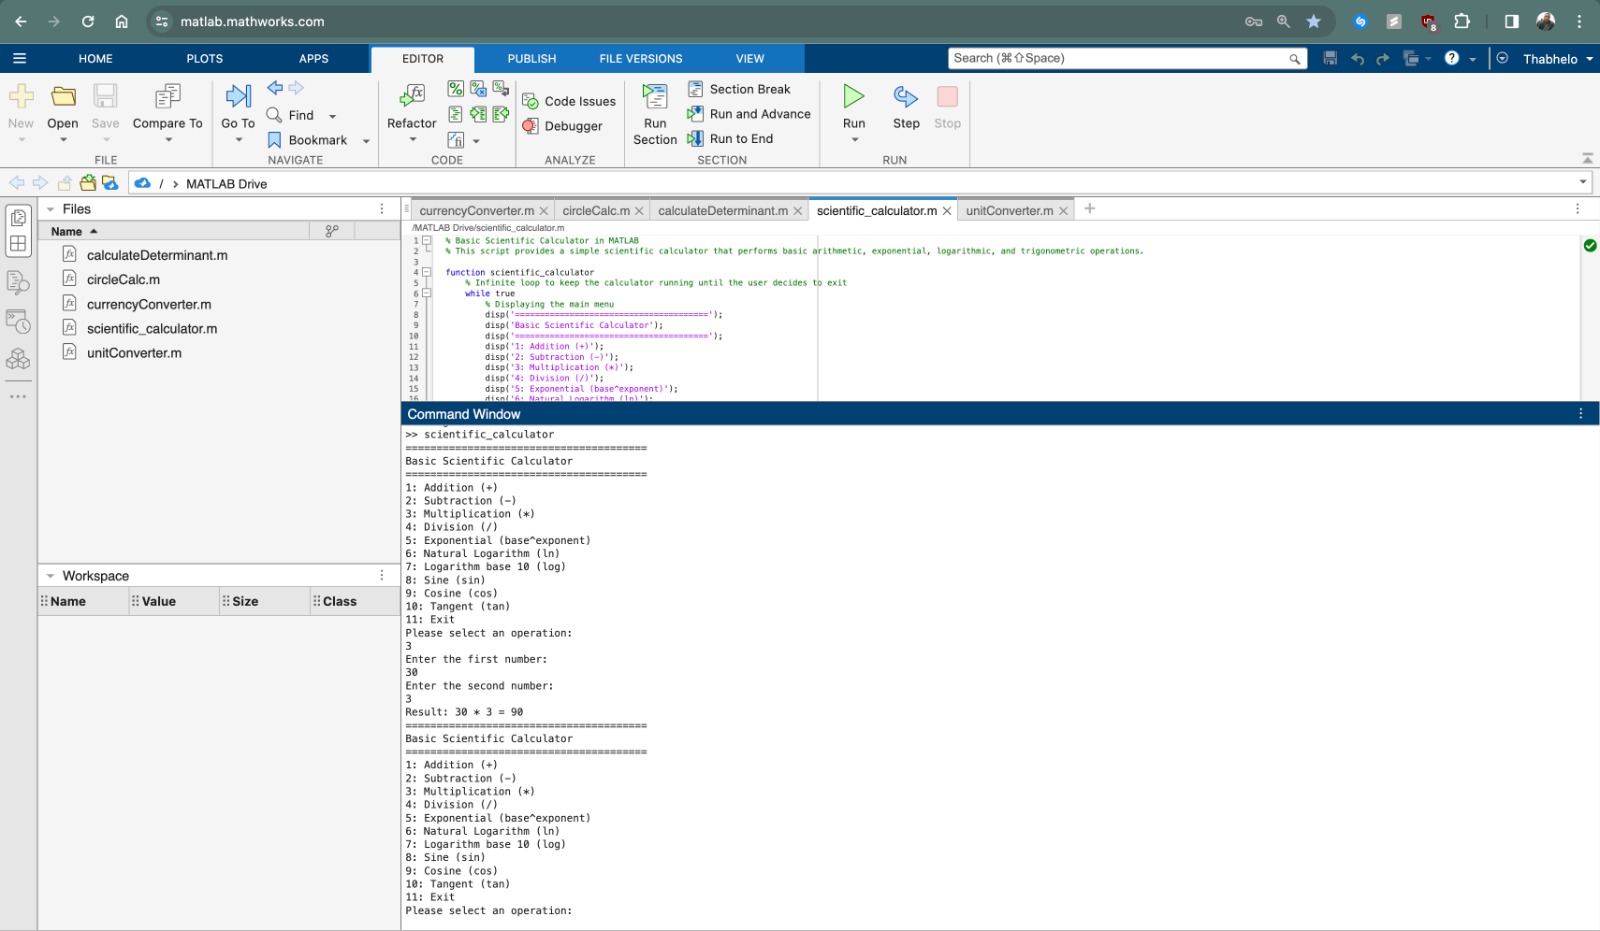 matlab.mathworks.com
8
HOME
PLOTS
APPS
EDITOR
PUBLISH
FILE VERSIONS
VIEW
Search (⌘⇧Space)
Thabhelo
New
Open
Save
Compare To
Go To
Find
Bookmark
Refactor
Code Issues
Debugger
Run Section
Section Break
Run and Advance
Run to End
Run
Step
Stop
FILE
NAVIGATE
CODE
ANALYZE
SECTION
RUN
/ > MATLAB Drive
Files
Name
calculateDeterminant.m
circleCalc.m
currencyConverter.m
scientific_calculator.m
unitConverter.m
Workspace
Name Value Size Class
currencyConverter.m
circleCalc.m
calculateDeterminant.m
scientific_calculator.m
unitConverter.m
/MATLAB Drive/scientific_calculator.m
1 % Basic Scientific Calculator in MATLAB
2 % This script provides a simple scientific calculator that performs basic arithmetic, exponential, logarithmic, and trigonometric operations.
3
4 function scientific_calculator
5 % Infinite loop to keep the calculator running until the user decides to exit
6 while true
7 % Displaying the main menu
8 disp('=======================================');
9 disp('Basic Scientific Calculator');
10 disp('=======================================');
11 disp('1: Addition (+)');
12 disp('2: Subtraction (-)');
13 disp('3: Multiplication (*)');
14 disp('4: Division (/)');
15 disp('5: Exponential (base^exponent)');
16 disp('6: Natural Logarithm (ln)');
Command Window
>> scientific_calculator
=======================================
Basic Scientific Calculator
=======================================
1: Addition (+)
2: Subtraction (-)
3: Multiplication (*)
4: Division (/)
5: Exponential (base^exponent)
6: Natural Logarithm (ln)
7: Logarithm base 10 (log)
8: Sine (sin)
9: Cosine (cos)
10: Tangent (tan)
11: Exit
Please select an operation:
3
Enter the first number:
30
Enter the second number:
3
Result: 30 * 3 = 90
=======================================
Basic Scientific Calculator
=======================================
1: Addition (+)
2: Subtraction (-)
3: Multiplication (*)
4: Division (/)
5: Exponential (base^exponent)
6: Natural Logarithm (ln)
7: Logarithm base 10 (log)
8: Sine (sin)
9: Cosine (cos)
10: Tangent (tan)
11: Exit
Please select an operation: